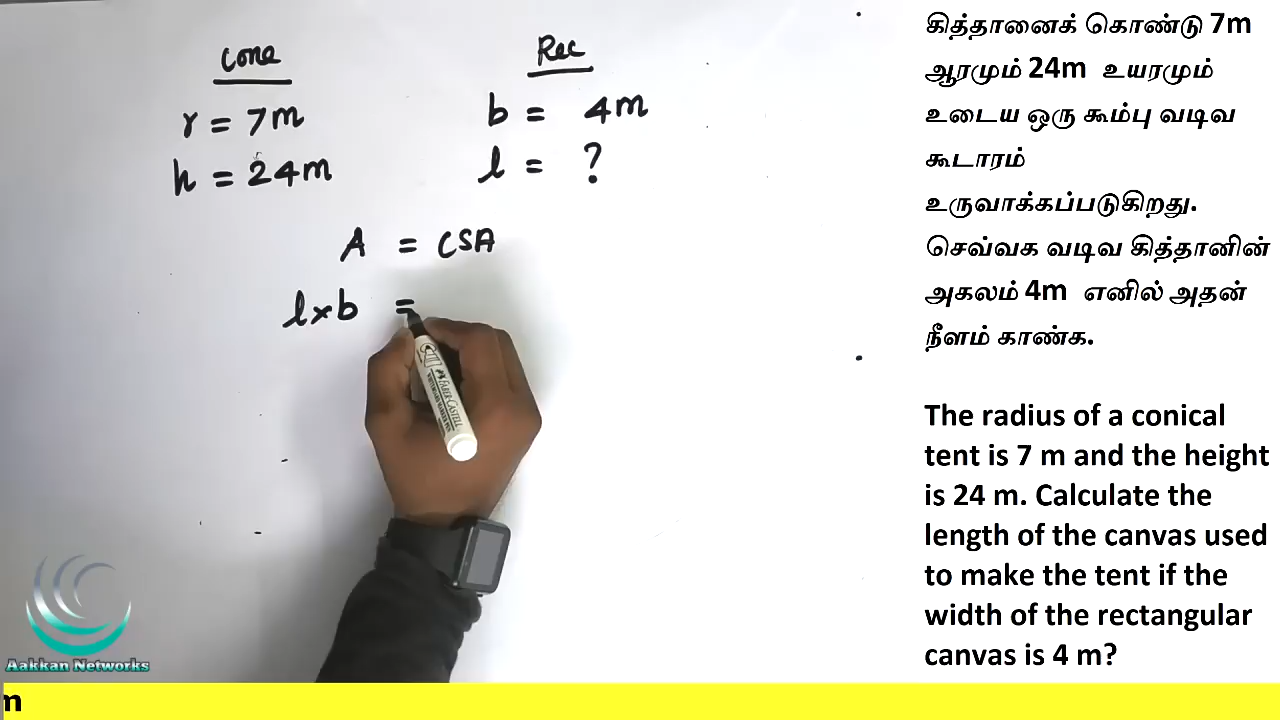 Cone
Rec
r = 7m
b = 4m
h = 24m
l = ?
A = CSA
l×b =
FABER-CASTELL
கித்தானைக் கொண்டு 7m
ஆரமும் 24m உயரமும்
உடைய ஒரு கூம்பு வடிவ
கூடாரம்
உருவாக்கப்படுகிறது.
செவ்வக வடிவ கித்தானின்
அகலம் 4m எனில் அதன்
நீளம் காண்க.
The radius of a conical
tent is 7 m and the height
is 24 m. Calculate the
length of the canvas used
to make the tent if the
width of the rectangular
canvas is 4 m?
Aakkan Networks
m